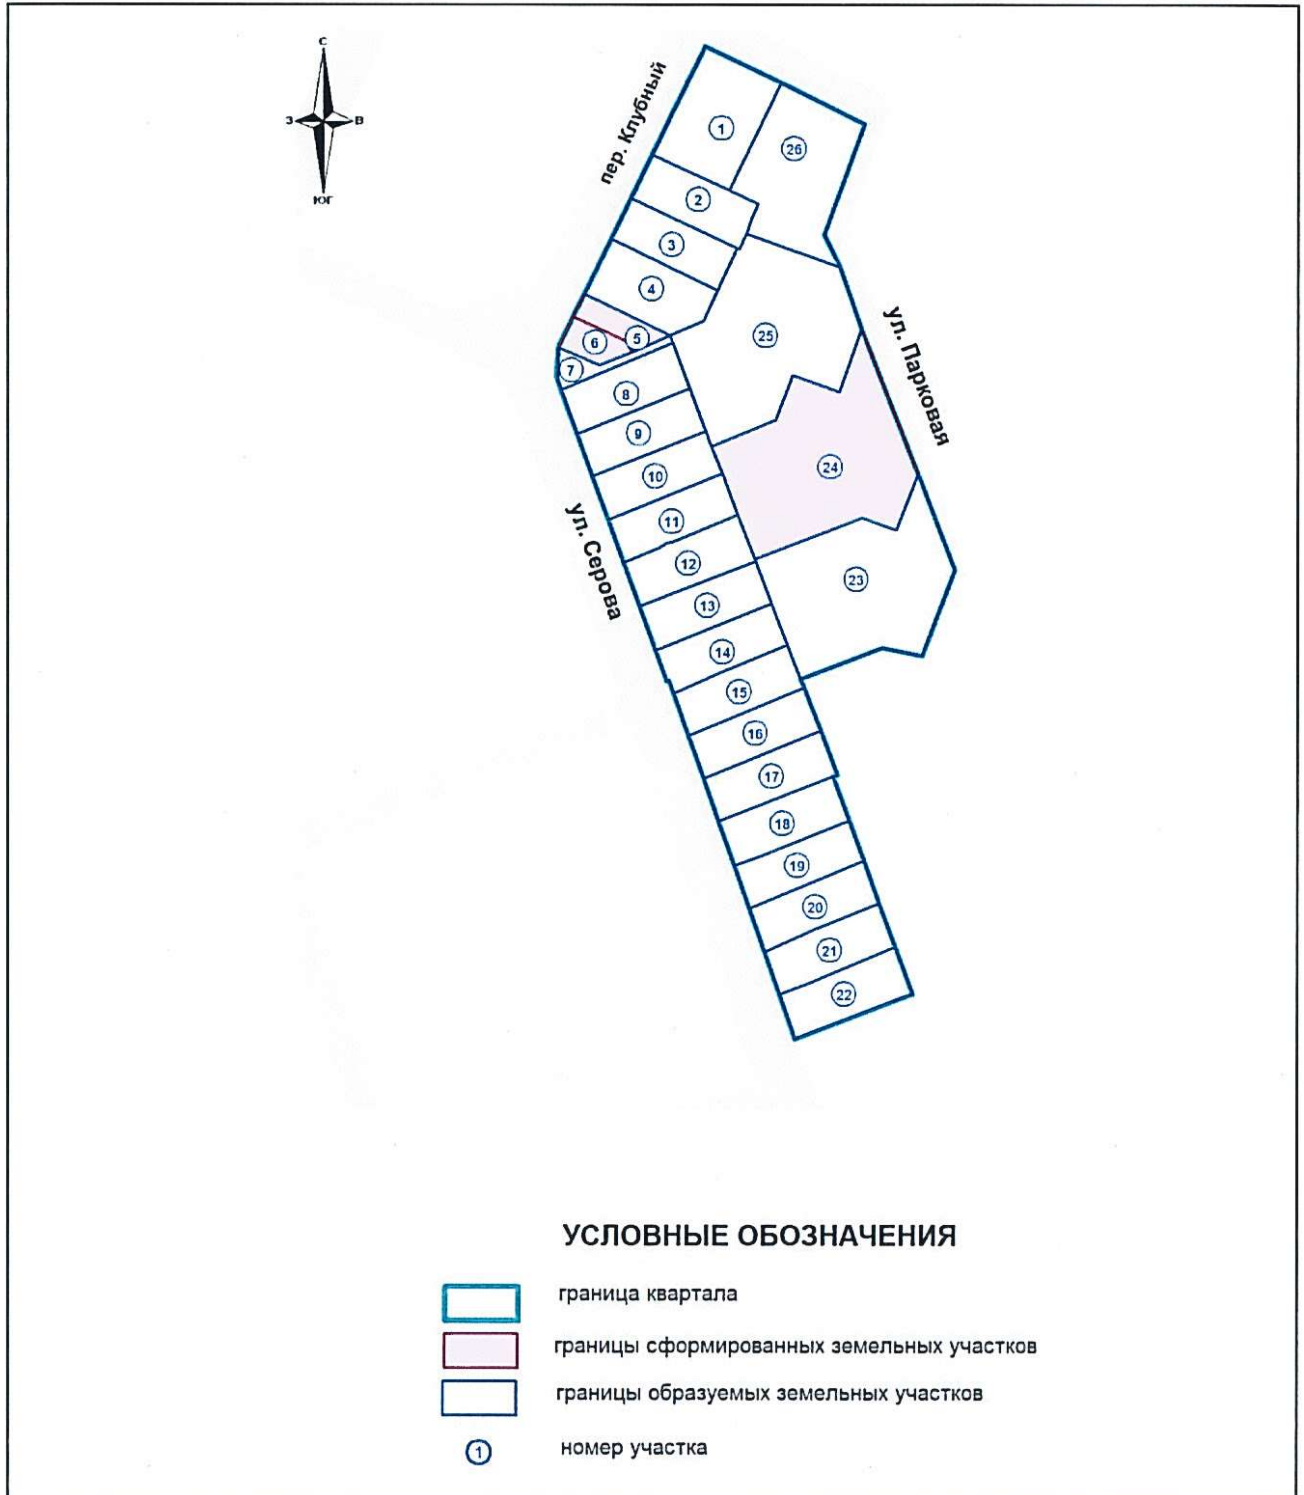 С
З
В
ЮГ
пер. Клубный
1
26
2
3
4
5
6
7
25
ул. Парковая
8
9
24
10
ул. Серова
11
12
23
13
14
15
16
17
18
19
20
21
22
УСЛОВНЫЕ ОБОЗНАЧЕНИЯ
граница квартала
границы сформированных земельных участков
границы образуемых земельных участков
1 номер участка